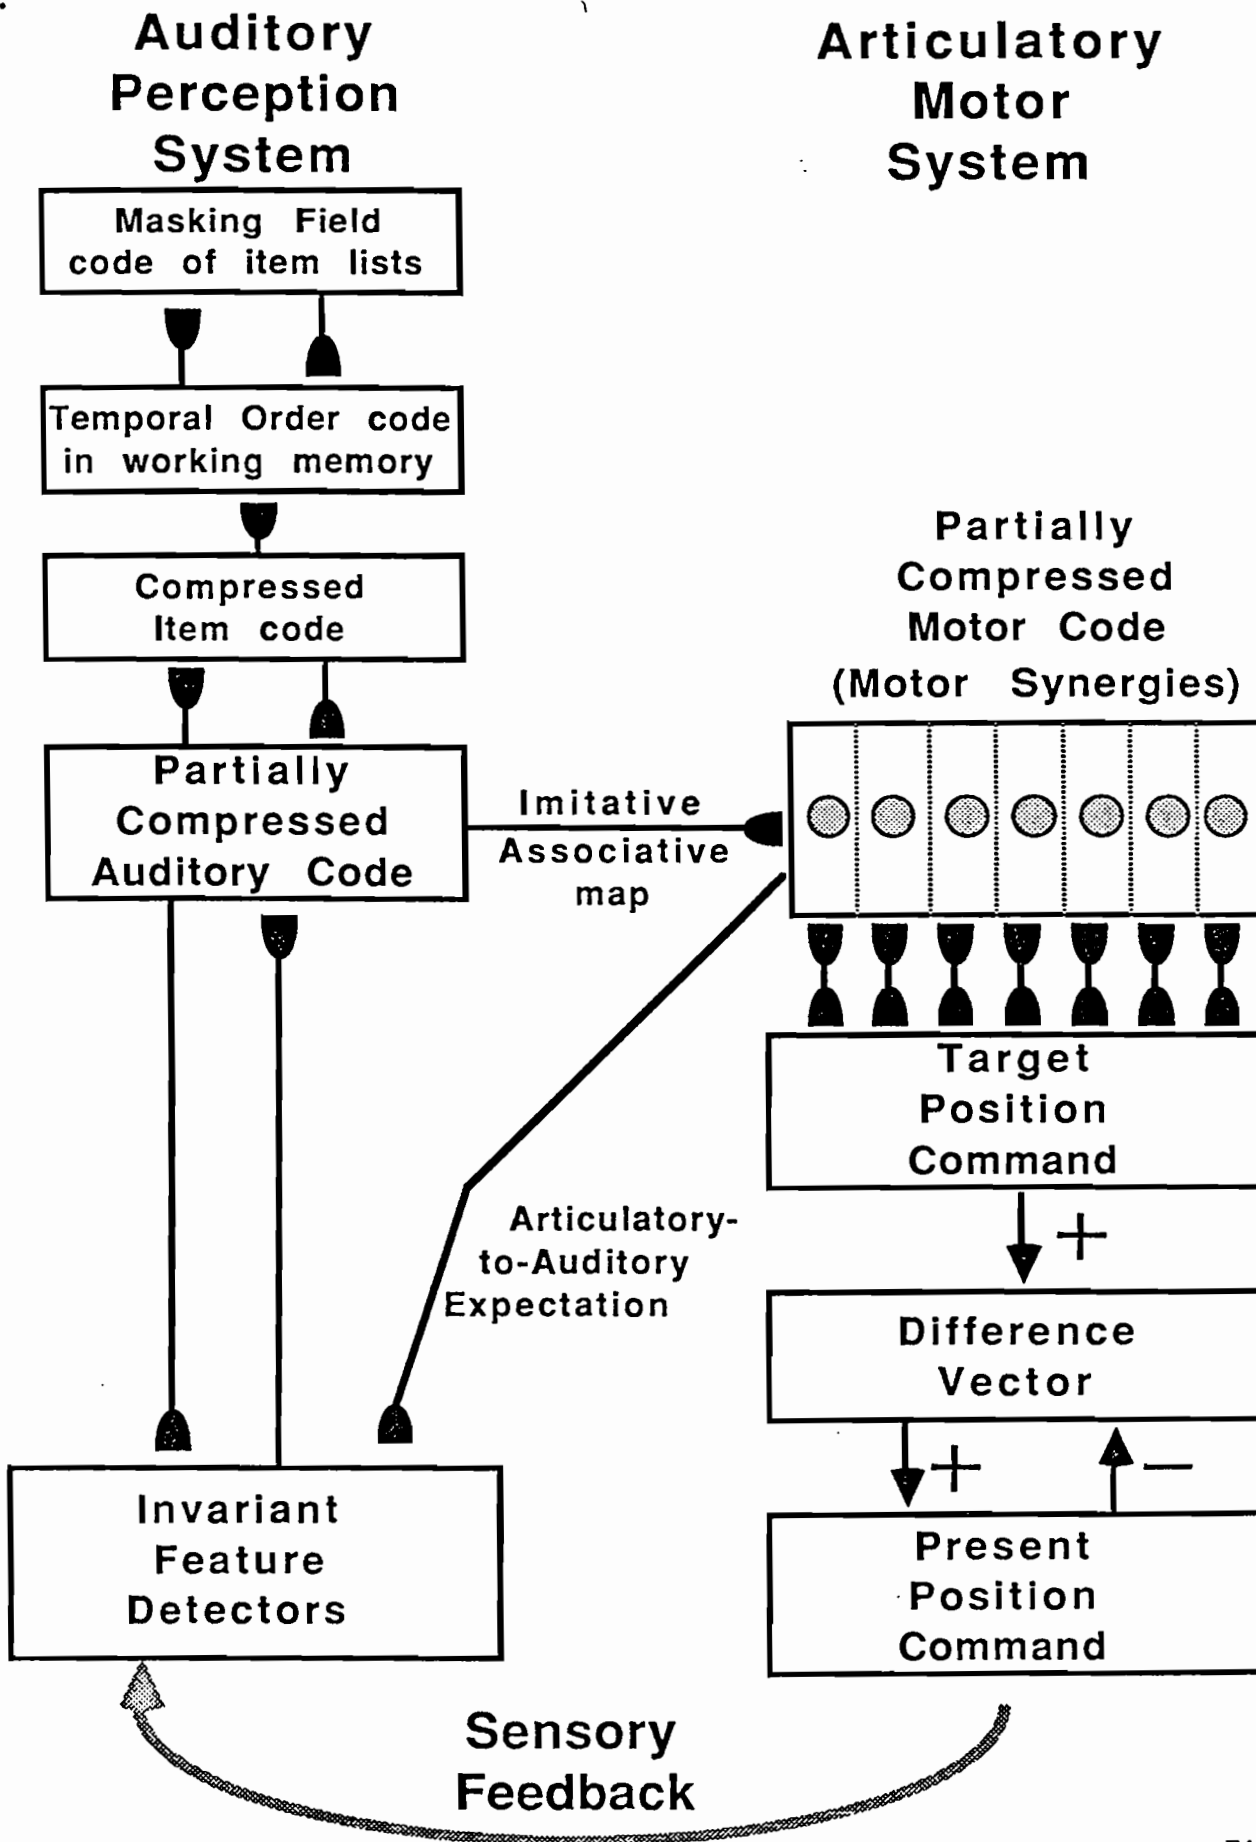 Auditory
Perception
System
Articulatory
Motor
System
Masking Field
code of item lists
Temporal Order code
in working memory
Compressed
Item code
Partially
Compressed
Auditory Code
Imitative
Associative
map
Partially
Compressed
Motor Code
(Motor Synergies)
Target
Position
Command
+
Articulatory-
to-Auditory
Expectation
Difference
Vector
+
−
Invariant
Feature
Detectors
Present
Position
Command
Sensory
Feedback